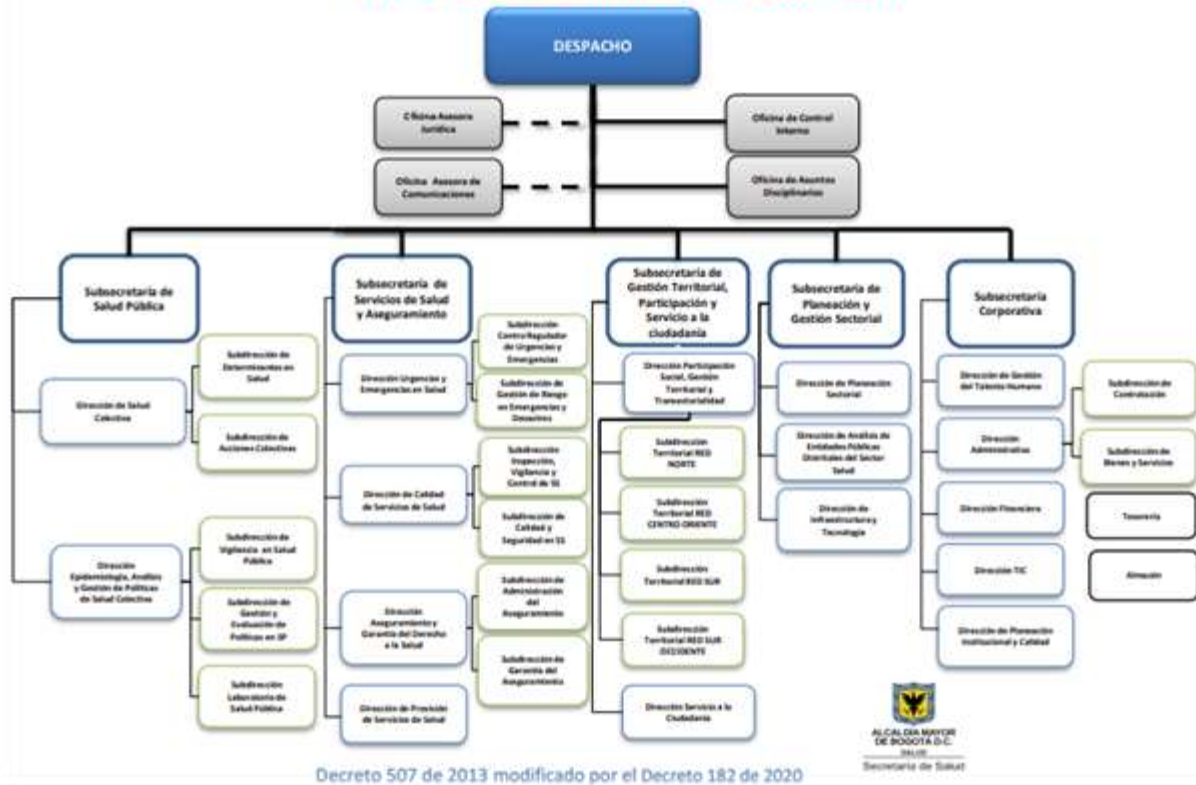 DESPACHO
Oficina Asesora
Jurídica
Oficina de Control
Interno
Oficina Asesora de
Comunicaciones
Oficina de Asuntos
Disciplinarios
Subsecretaría de
Salud Pública
Subsecretaría de
Servicios de Salud
y Aseguramiento
Subsecretaría de
Gestión Territorial,
Participación y
Servicio a la
ciudadanía
Subsecretaría de
Planeación y
Gestión Sectorial
Subsecretaría
Corporativa
Dirección de Salud
Colectiva
Subdirección de
Determinantes en
Salud
Subdirección de
Acciones Colectivas
Dirección
Epidemiología, Análisis
y Gestión de Políticas
de Salud Colectiva
Subdirección de
Vigilancia en Salud
Pública
Subdirección de
Gestión y
Evaluación de
Políticas en SP
Subdirección
Laboratorio de
Salud Pública
Dirección Urgencias y
Emergencias en Salud
Subdirección
Centro Regulador
de Urgencias y
Emergencias
Subdirección de
Gestión de Riesgo
en Emergencias y
Desastres
Dirección de Calidad
de Servicios de Salud
Subdirección
Inspección,
Vigilancia y
Control de SS
Subdirección de
Calidad y
Seguridad en SS
Dirección
Aseguramiento y
Garantía del Derecho
a la Salud
Subdirección de
Administración
del
Aseguramiento
Subdirección de
Garantía del
Aseguramiento
Dirección de Provisión
de Servicios de Salud
Dirección Participación
Social, Gestión
Territorial y
Transectorialidad
Subdirección
Territorial RED
NORTE
Subdirección
Territorial RED
CENTRO ORIENTE
Subdirección
Territorial RED SUR
Subdirección
Territorial RED SUR
OCCIDENTE
Dirección Servicio a la
Ciudadanía
Dirección de Planeación
Sectorial
Dirección de Análisis de
Entidades Públicas
Distritales del Sector
Salud
Dirección de
Infraestructura y
Tecnología
Dirección de Gestión
del Talento Humano
Dirección
Administrativa
Subdirección de
Contratación
Subdirección de
Bienes y Servicios
Dirección Financiera
Tesorería
Dirección TIC
Almacén
Dirección de Planeación
Institucional y Calidad
ALCALDÍA MAYOR
DE BOGOTÁ D.C.
SALUD
Secretaría de Salud
Decreto 507 de 2013 modificado por el Decreto 182 de 2020